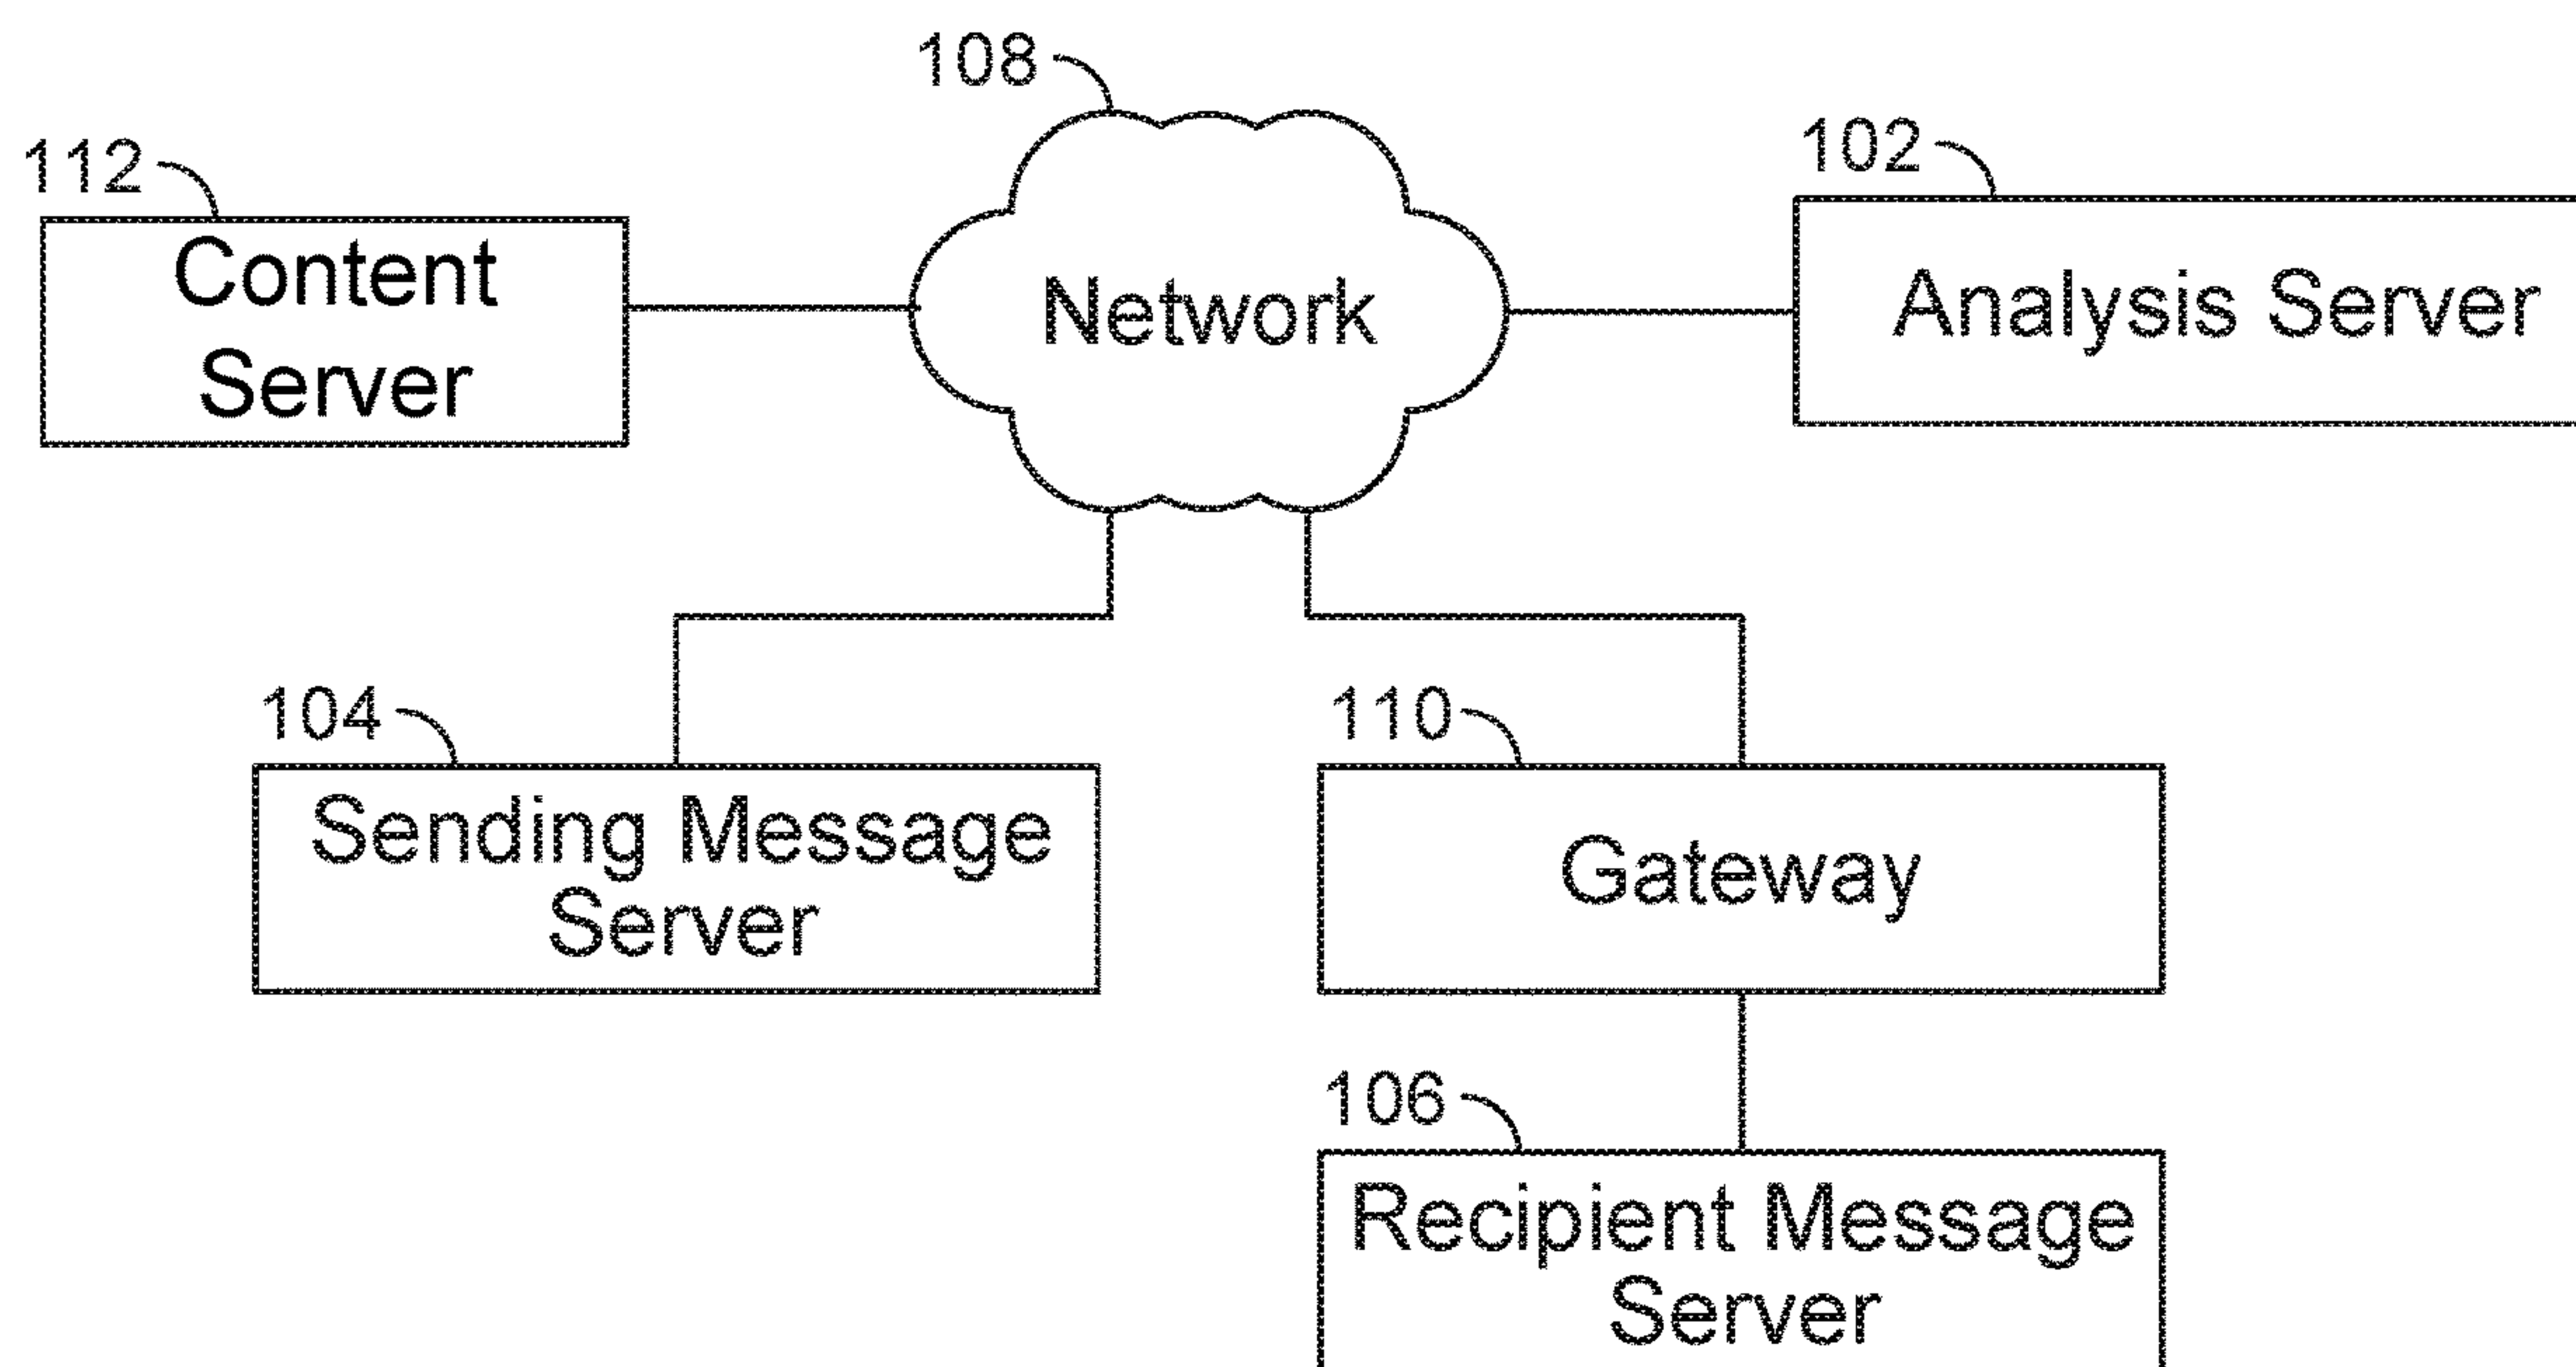 108
112
102
Content
Server
Network
Analysis Server
104
110
Sending Message
Server
Gateway
106
Recipient Message
Server